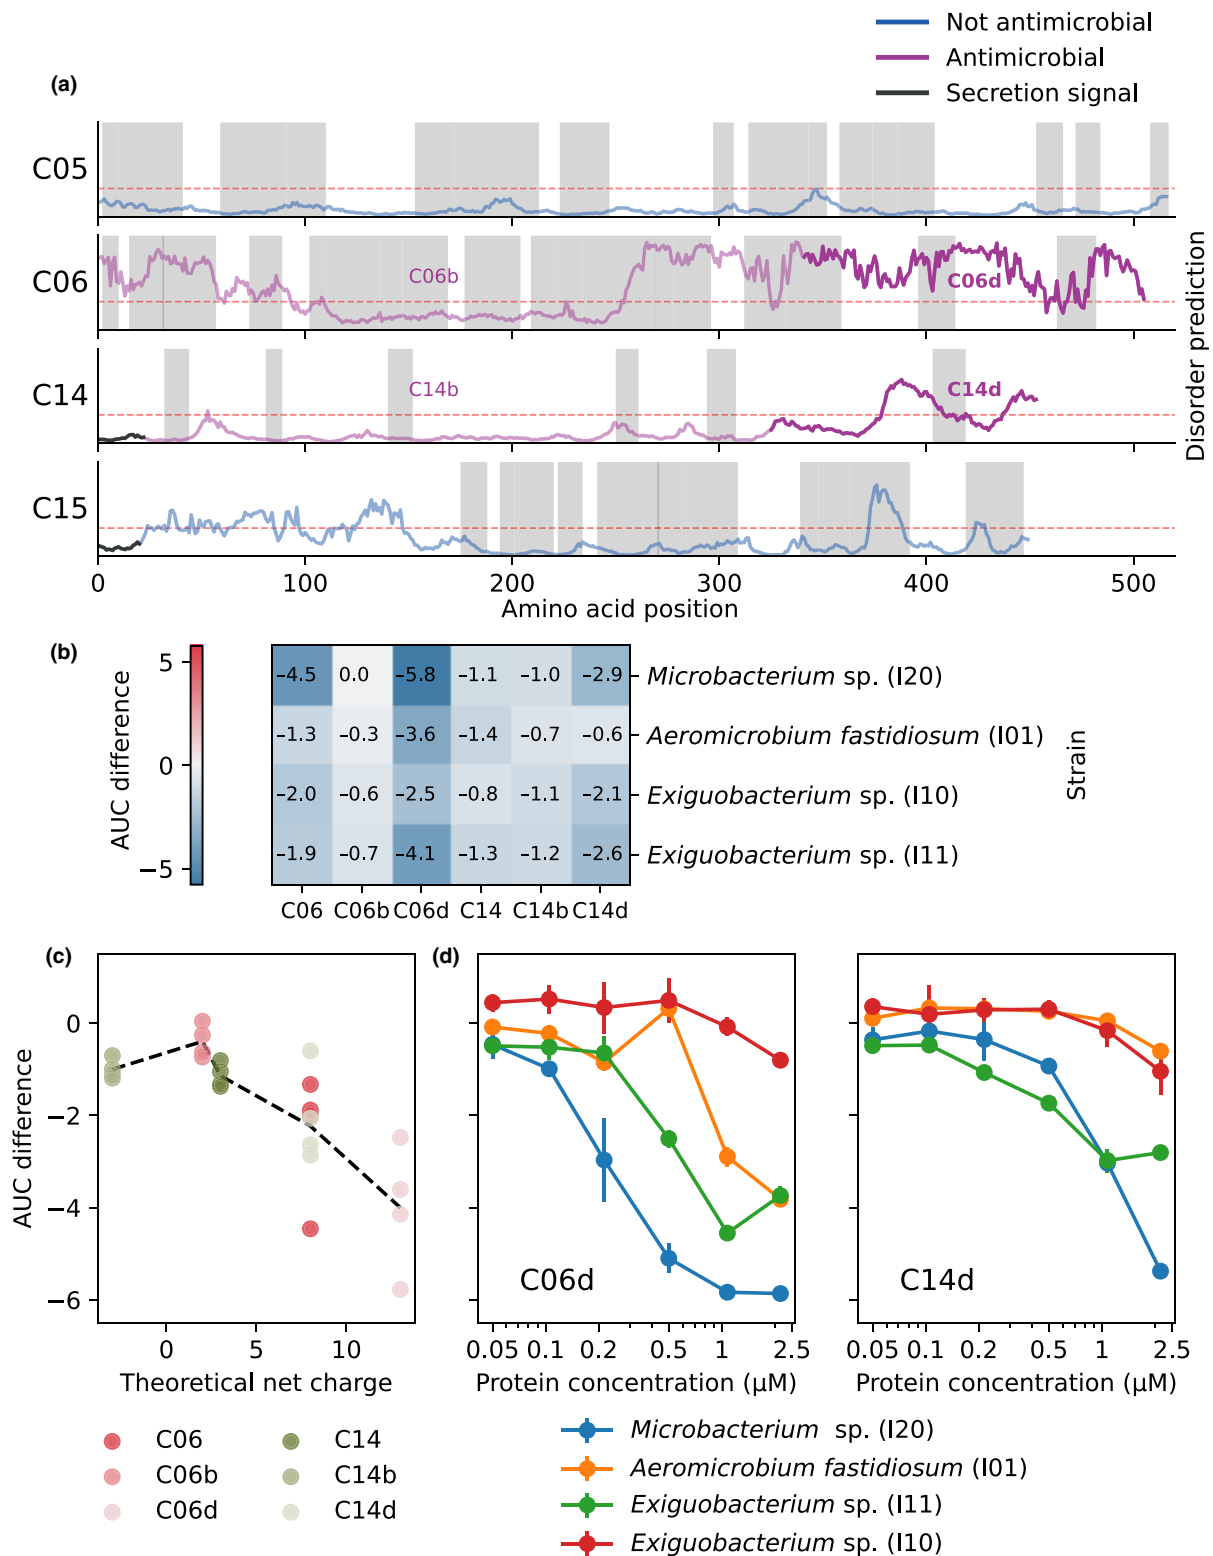 Not antimicrobial
Antimicrobial
Secretion signal
(a)
C05
C06
C06b
C06d
C14
C14b
C14d
C15
Disorder prediction
0 100 200 300 400 500
Amino acid position
(b)
AUC difference
5
0
−5
−4.5 0.0 −5.8 −1.1 −1.0 −2.9 Microbacterium sp. (I20)
−1.3 −0.3 −3.6 −1.4 −0.7 −0.6 Aeromicrobium fastidiosum (I01)
−2.0 −0.6 −2.5 −0.8 −1.1 −2.1 Exiguobacterium sp. (I10)
−1.9 −0.7 −4.1 −1.3 −1.2 −2.6 Exiguobacterium sp. (I11)
Strain
C06 C06b C06d C14 C14b C14d
(c)
AUC difference
0
−2
−4
−6
0 5 10
Theoretical net charge
C06
C06b
C06d
C14
C14b
C14d
(d)
C06d
0.05 0.1 0.2 0.5 1 2.5
Protein concentration (μM)
C14d
0.05 0.1 0.2 0.5 1 2.5
Protein concentration (μM)
Microbacterium sp. (I20)
Aeromicrobium fastidiosum (I01)
Exiguobacterium sp. (I11)
Exiguobacterium sp. (I10)